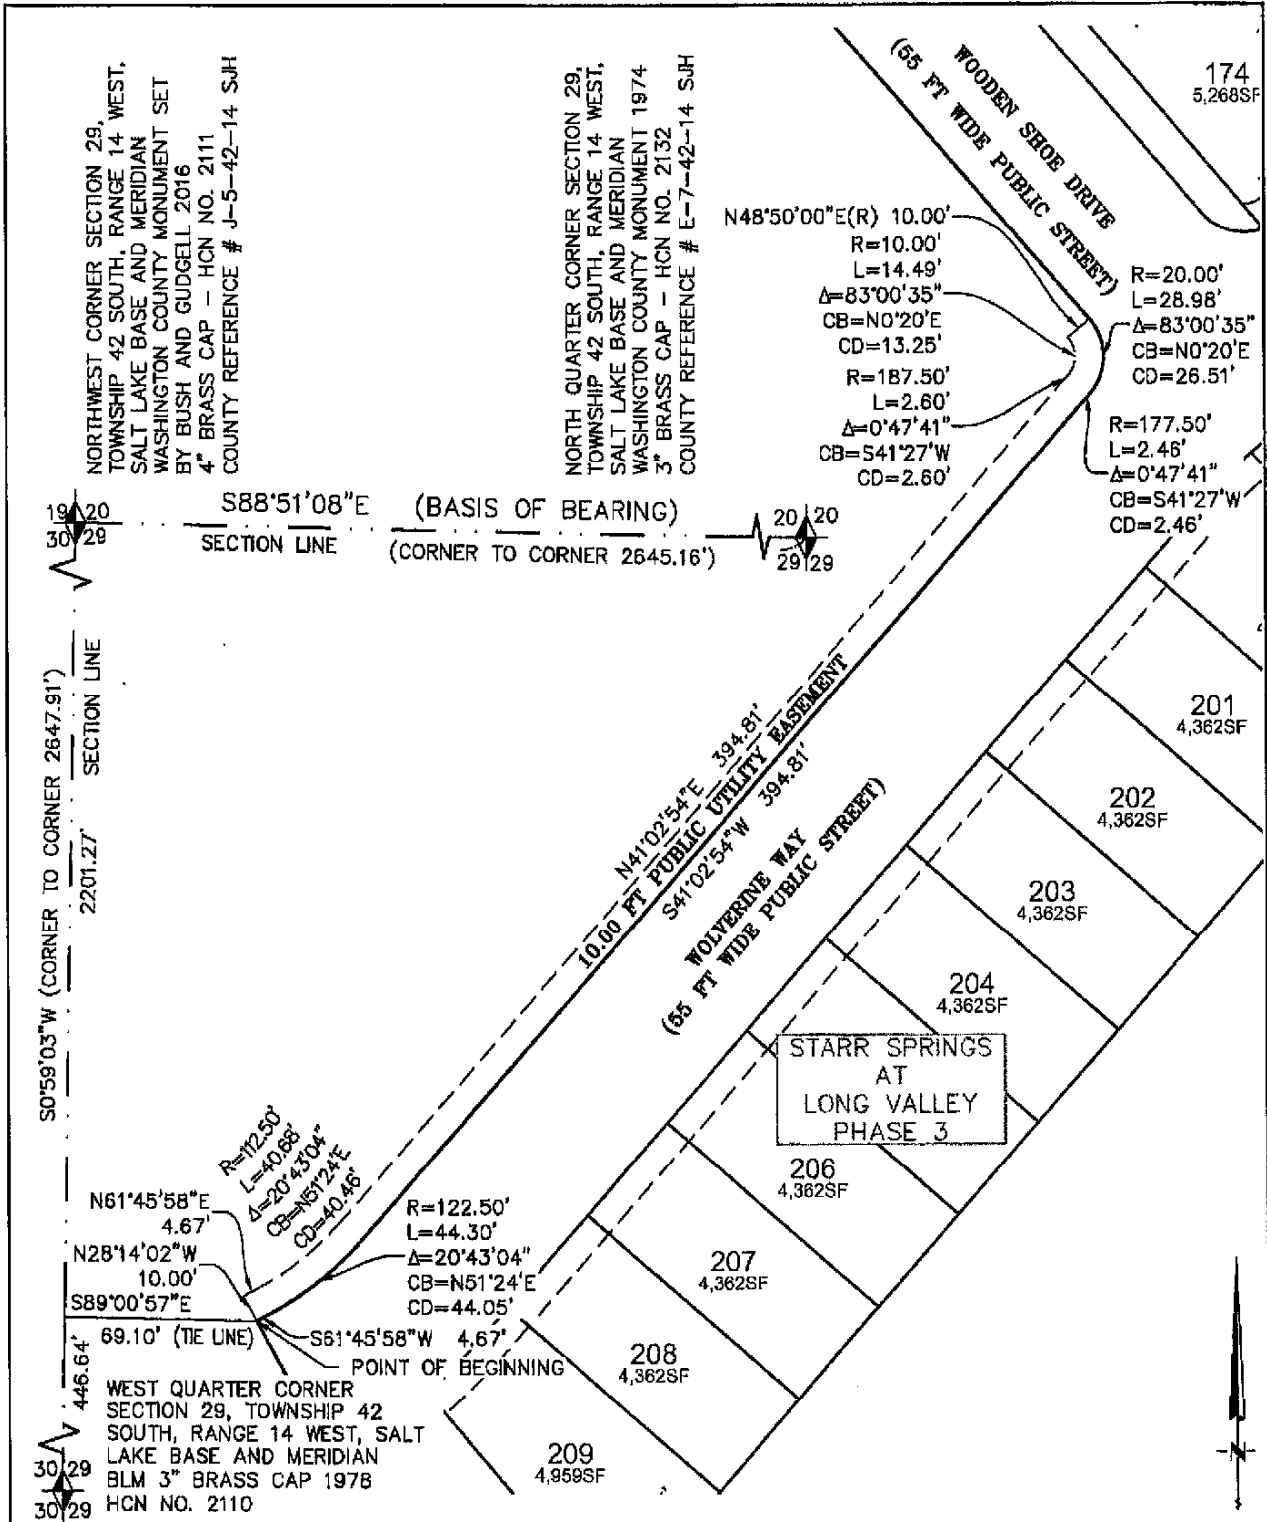 NORTHWEST CORNER SECTION 29,
TOWNSHIP 42 SOUTH, RANGE 14 WEST,
SALT LAKE BASE AND MERIDIAN
WASHINGTON COUNTY MONUMENT SET
BY BUSH AND GUDGELL 2016
4" BRASS CAP - HCN NO. 2111
COUNTY REFERENCE # J-5-42-14 SJH
NORTH QUARTER CORNER SECTION 29,
TOWNSHIP 42 SOUTH, RANGE 14 WEST,
SALT LAKE BASE AND MERIDIAN
WASHINGTON COUNTY MONUMENT 1974
3" BRASS CAP - HCN NO. 2132
COUNTY REFERENCE # E-7-42-14 SJH
WOODEN SHOE DRIVE
(55 FT WIDE PUBLIC STREET)
174
5,268SF
N48°50'00"E(R) 10.00'
R=10.00'
L=14.49'
Δ=83°00'35"
CB=N0°20'E
CD=13.25'
R=187.50'
L=2.60'
Δ=0°47'41"
CB=S41°27'W
CD=2.60'
R=20.00'
L=28.98'
Δ=83°00'35"
CB=N0°20'E
CD=26.51'
R=177.50'
L=2.46'
Δ=0°47'41"
CB=S41°27'W
CD=2.46'
19 20
30 29
S88°51'08"E (BASIS OF BEARING)
SECTION LINE (CORNER TO CORNER 2645.16')
20 20
29 29
S0°59'03"W (CORNER TO CORNER 2647.91')
2201.27' SECTION LINE
N41°02'54"E 394.81'
10.00 FT PUBLIC UTILITY EASEMENT
S41°02'54"W 394.81'
WOLVERINE WAY
(55 FT WIDE PUBLIC STREET)
201
4,362SF
202
4,362SF
203
4,362SF
204
4,362SF
STARR SPRINGS
AT
LONG VALLEY
PHASE 3
206
4,362SF
207
4,362SF
208
4,362SF
209
4,959SF
R=112.50'
L=40.68'
Δ=20°43'04"
CB=N51°24'E
CD=40.46'
N61°45'58"E
4.67'
N28°14'02"W
10.00'
S89°00'57"E
69.10' (TIE LINE)
R=122.50'
L=44.30'
Δ=20°43'04"
CB=N51°24'E
CD=44.05'
S61°45'58"W 4.67'
POINT OF BEGINNING
446.64'
WEST QUARTER CORNER
SECTION 29, TOWNSHIP 42
SOUTH, RANGE 14 WEST, SALT
LAKE BASE AND MERIDIAN
BLM 3" BRASS CAP 1978
HCN NO. 2110
30 29
30 29
N